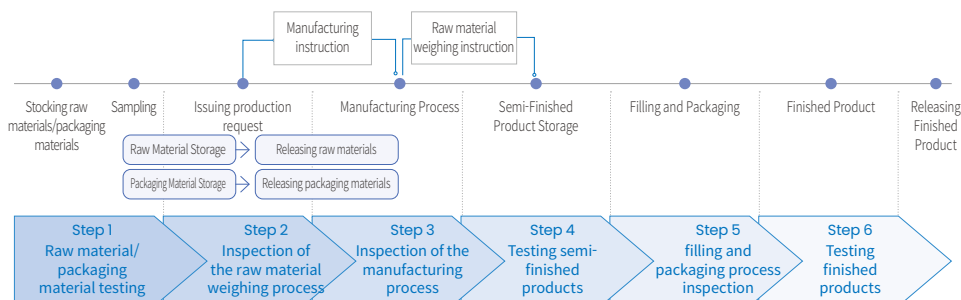 Manufacturing
instruction
Raw material
weighing instruction
Stocking raw
materials/packaging
materials
Sampling
Issuing production
request
Manufacturing Process
Semi-Finished
Product Storage
Filling and Packaging
Finished Product
Releasing
Finished
Product
Raw Material Storage
Releasing raw materials
Packaging Material Storage
Releasing packaging materials
Step 1
Raw material/
packaging
material testing
Step 2
Inspection of
the raw material
weighing process
Step 3
Inspection of the
manufacturing
process
Step 4
Testing semi-
finished
products
Step 5
filling and
packaging process
inspection
Step 6
Testing
finished
products